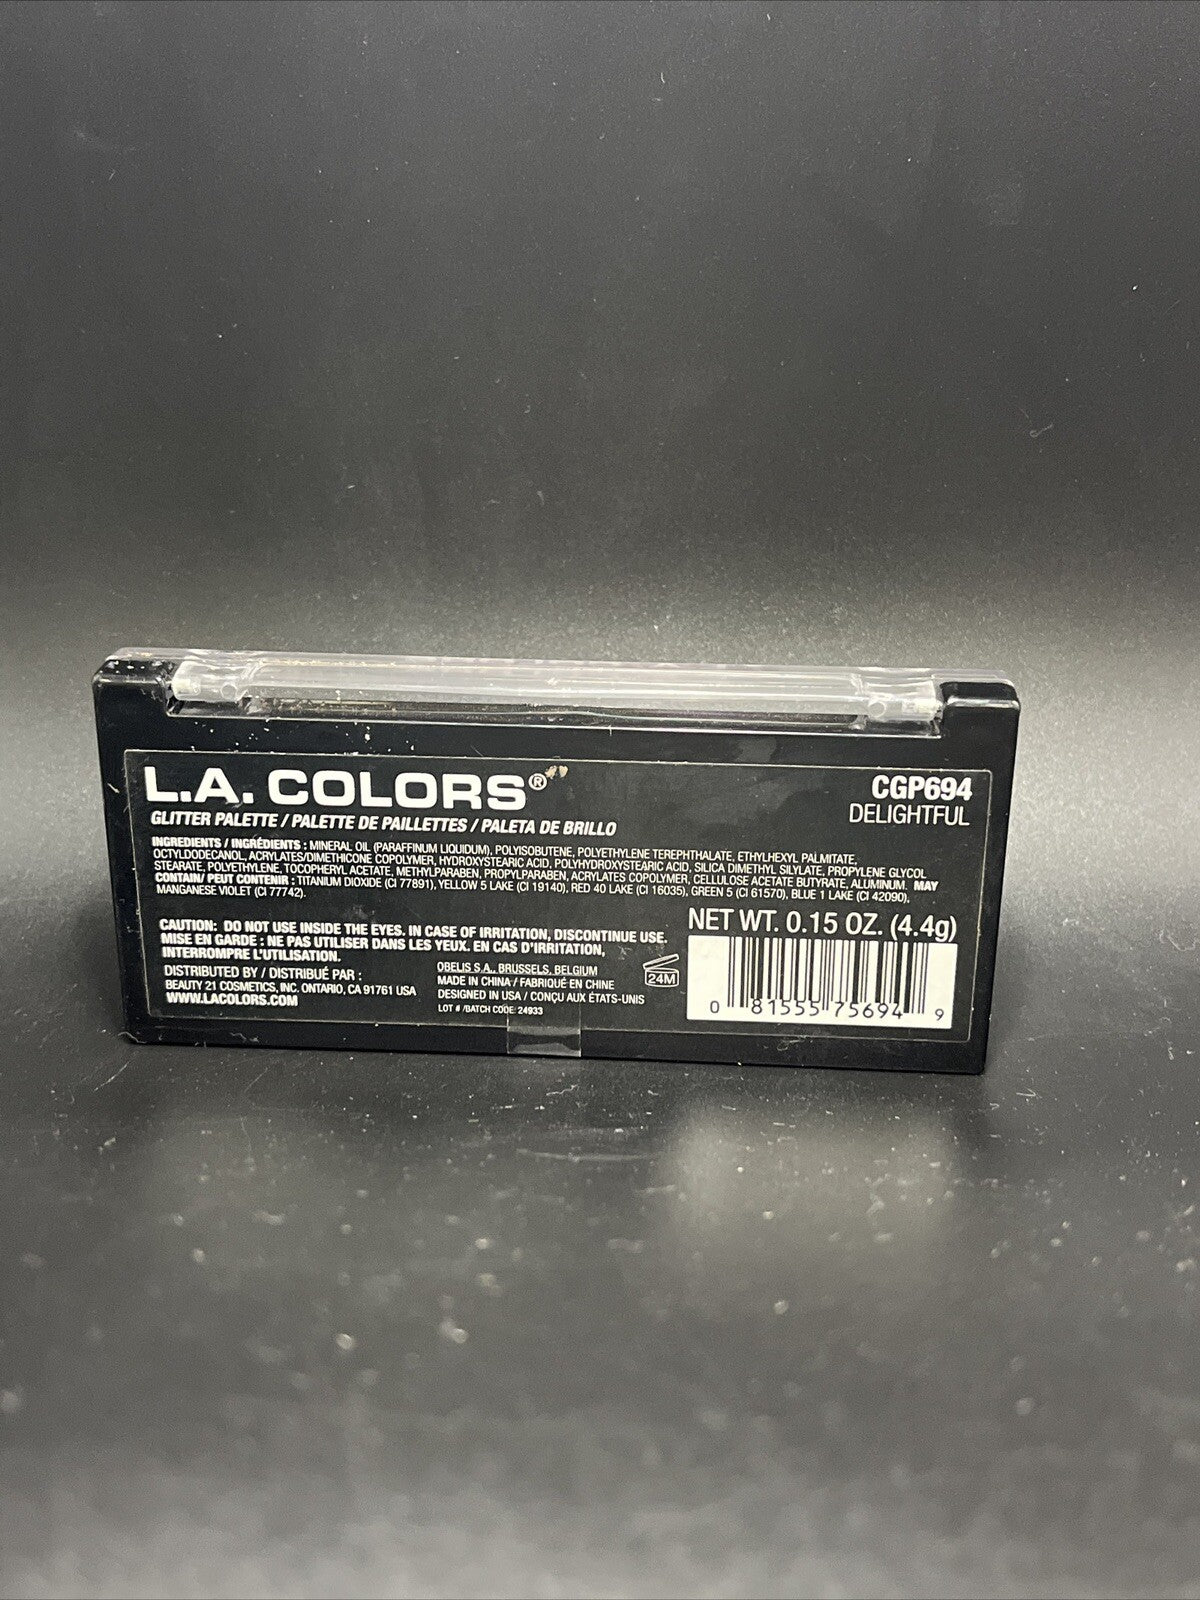 L.A. COLORS®
GLITTER PALETTE / PALETTE DE PAILLETTES / PALETA DE BRILLO
CGP694
DELIGHTFUL
INGREDIENTS / INGRÉDIENTS : MINERAL OIL (PARAFFINUM LIQUIDUM), POLYISOBUTENE, POLYETHYLENE TEREPHTHALATE, ETHYLHEXYL PALMITATE,
OCTYLDODECANOL, ACRYLATES/DIMETHICONE COPOLYMER, HYDROXYSTEARIC ACID, POLYHYDROXYSTEARIC ACID, SILICA DIMETHYL SILYLATE, PROPYLENE GLYCOL
STEARATE, POLYETHYLENE, TOCOPHERYL ACETATE, METHYLPARABEN, PROPYLPARABEN, ACRYLATES COPOLYMER, CELLULOSE ACETATE BUTYRATE, ALUMINUM. MAY
CONTAIN/ PEUT CONTENIR : TITANIUM DIOXIDE (CI 77891), YELLOW 5 LAKE (CI 19140), RED 40 LAKE (CI 16035), GREEN 5 (CI 61570), BLUE 1 LAKE (CI 42090),
MANGANESE VIOLET (CI 77742).
CAUTION: DO NOT USE INSIDE THE EYES. IN CASE OF IRRITATION, DISCONTINUE USE.
MISE EN GARDE : NE PAS UTILISER DANS LES YEUX. EN CAS D'IRRITATION,
INTERROMPRE L'UTILISATION.
DISTRIBUTED BY / DISTRIBUÉ PAR :
BEAUTY 21 COSMETICS, INC. ONTARIO, CA 91761 USA
WWW.LACOLORS.COM
OBELIS S.A., BRUSSELS, BELGIUM
MADE IN CHINA / FABRIQUÉ EN CHINE
DESIGNED IN USA / CONÇU AUX ÉTATS-UNIS
LOT # /BATCH CODE: 24933
24M
NET WT. 0.15 OZ. (4.4g)
0 81555 75694 9